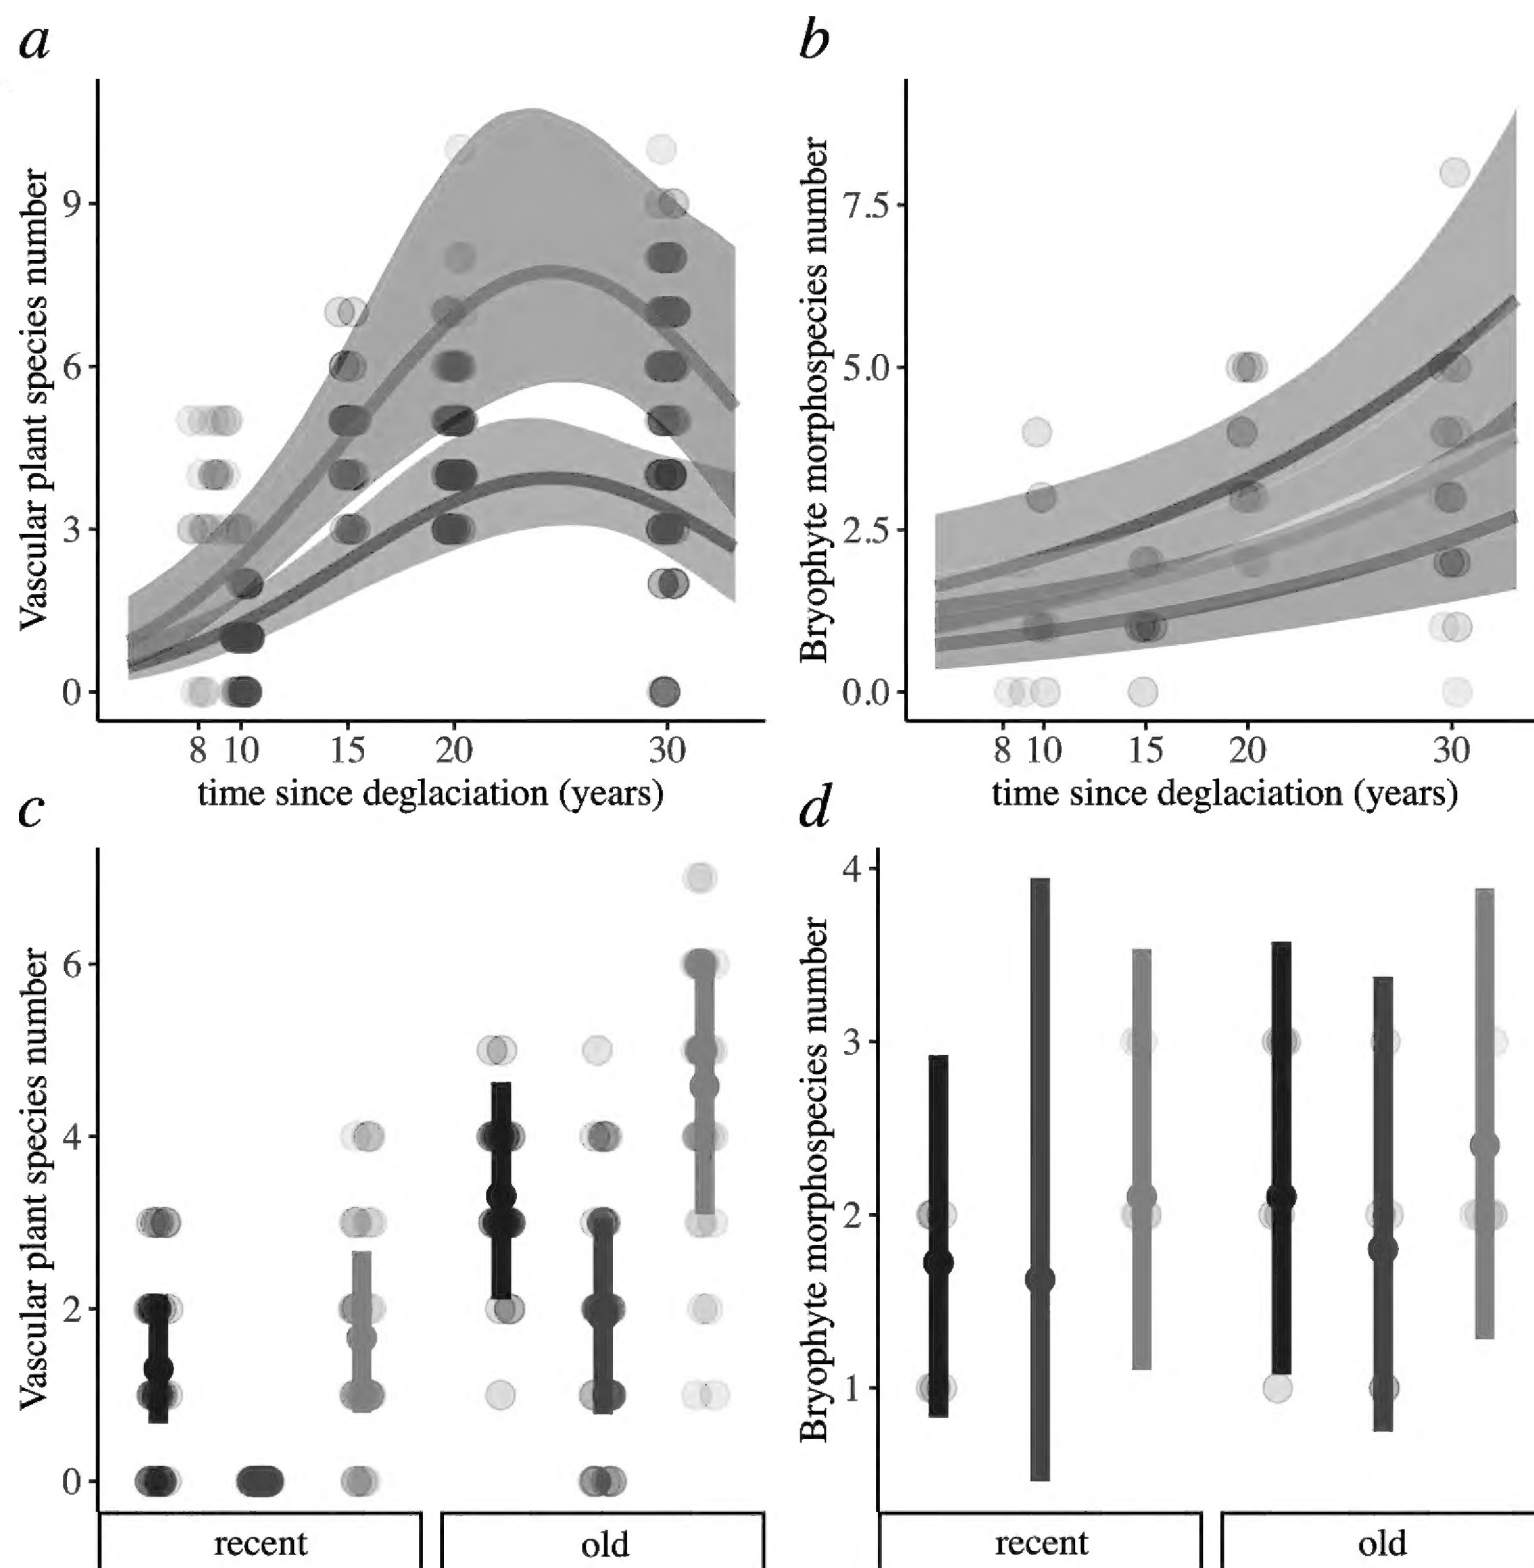 a
b
Vascular plant species number
9
6
3
0
8 10 15 20 30
time since deglaciation (years)
Bryophyte morphospecies number
7.5
5.0
2.5
0.0
8 10 15 20 30
time since deglaciation (years)
c
d
Vascular plant species number
6
4
2
0
recent old
Bryophyte morphospecies number
4
3
2
1
recent old